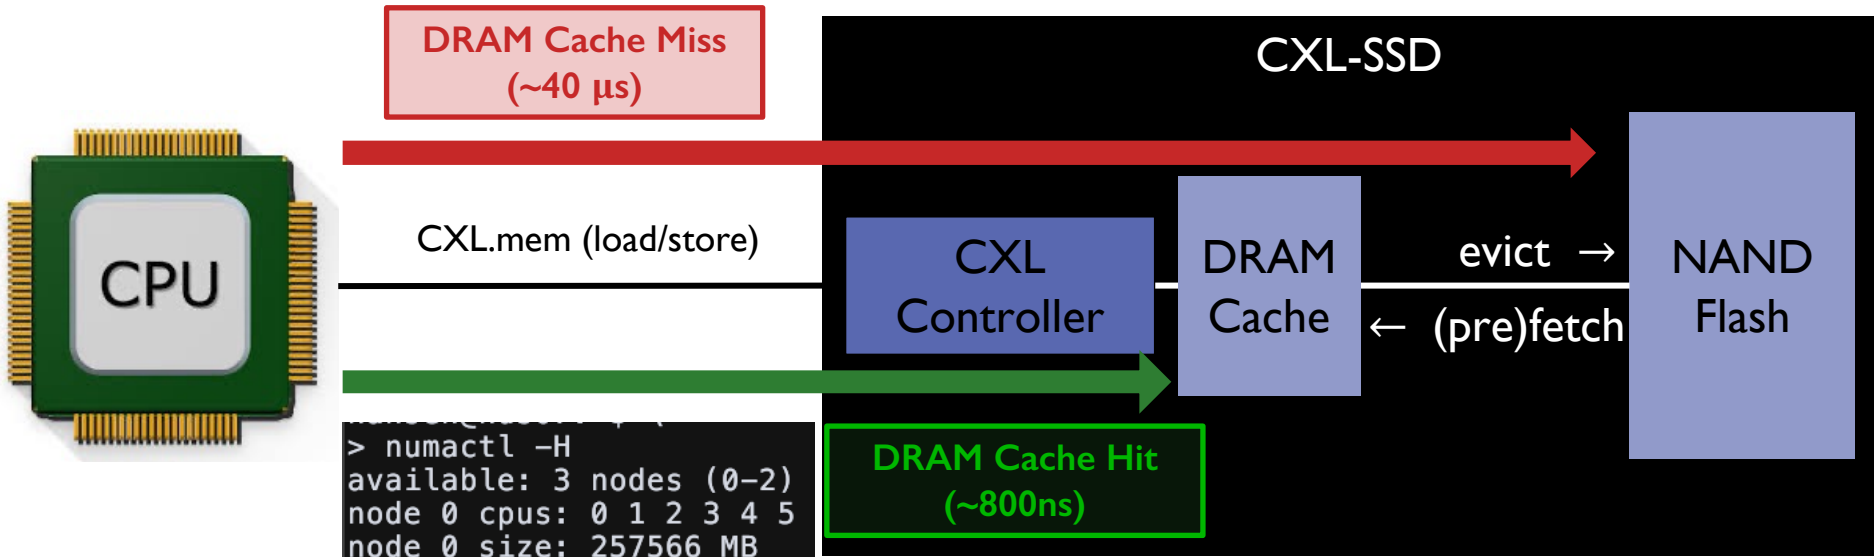 DRAM Cache Miss
(~40 μs)
CXL-SSD
CPU
CXL.mem (load/store)
CXL
Controller
DRAM
Cache
evict →
← (pre)fetch
NAND
Flash
> numactl -H
available: 3 nodes (0-2)
node 0 cpus: 0 1 2 3 4 5
node 0 size: 257566 MB
DRAM Cache Hit
(~800ns)